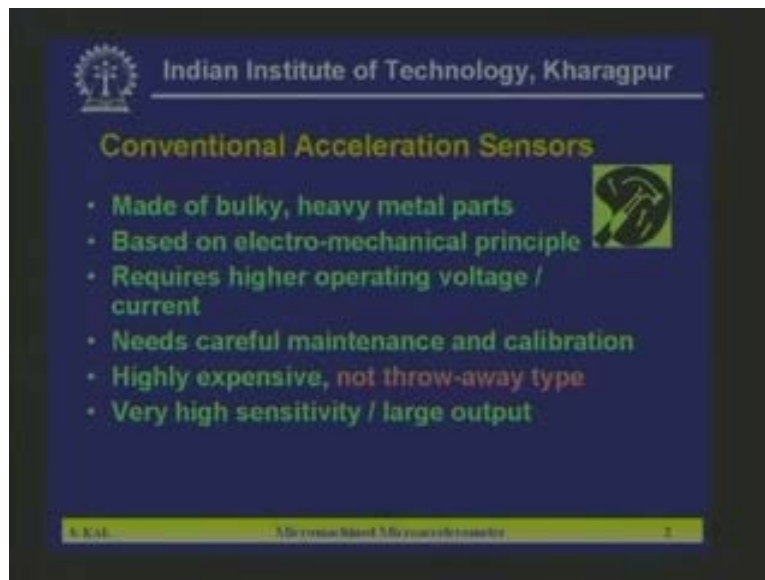 Indian Institute of Technology, Kharagpur
Conventional Acceleration Sensors
• Made of bulky, heavy metal parts
• Based on electro-mechanical principle
• Requires higher operating voltage /
current
• Needs careful maintenance and calibration
• Highly expensive, not throw-away type
• Very high sensitivity / large output
S. KAL Micromachined Microaccelerometer 2